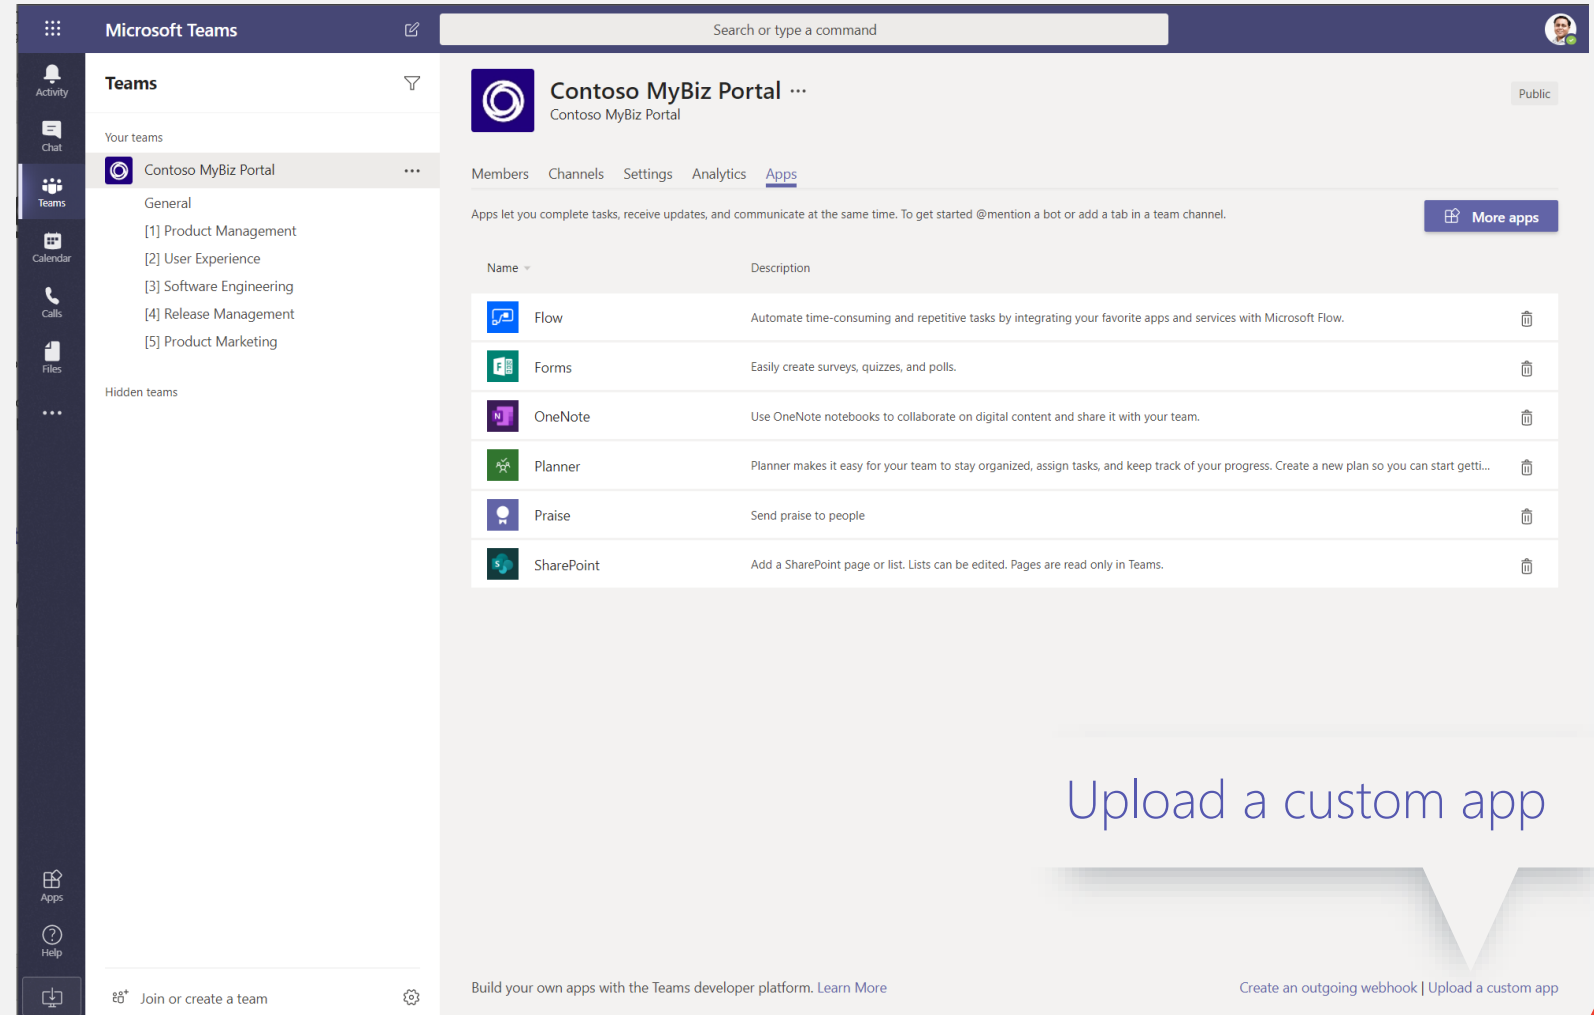 Microsoft Teams
Search or type a command
Activity
Chat
Teams
Calendar
Calls
Files
Apps
Help
Teams
Your teams
Contoso MyBiz Portal
General
[1] Product Management
[2] User Experience
[3] Software Engineering
[4] Release Management
[5] Product Marketing
Hidden teams
Join or create a team
Contoso MyBiz Portal ...
Contoso MyBiz Portal
Public
Members Channels Settings Analytics Apps
Apps let you complete tasks, receive updates, and communicate at the same time. To get started @mention a bot or add a tab in a team channel.
More apps
Name Description
Flow Automate time-consuming and repetitive tasks by integrating your favorite apps and services with Microsoft Flow.
Forms Easily create surveys, quizzes, and polls.
OneNote Use OneNote notebooks to collaborate on digital content and share it with your team.
Planner Planner makes it easy for your team to stay organized, assign tasks, and keep track of your progress. Create a new plan so you can start getti...
Praise Send praise to people
SharePoint Add a SharePoint page or list. Lists can be edited. Pages are read only in Teams.
Upload a custom app
Build your own apps with the Teams developer platform. Learn More
Create an outgoing webhook | Upload a custom app